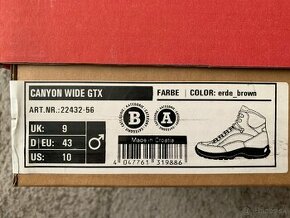 CANYON WIDE GTX
FARBE | COLOR: erde_brown
ART.NR.:22432-56
UK: 9
D|EU: 43
US: 10
B
A
Made in Croatia
4 047761 319886